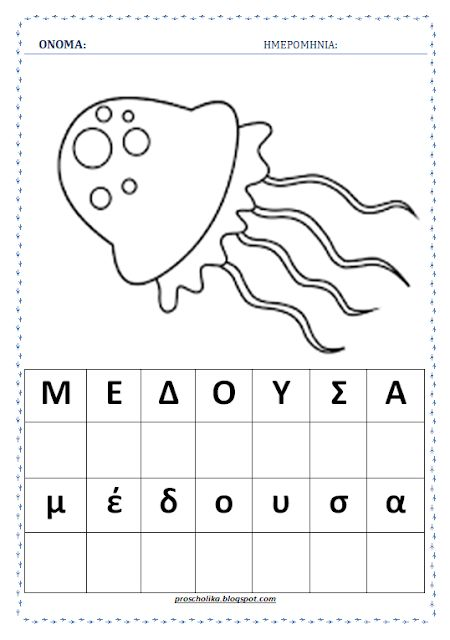 ΟΝΟΜΑ: ΗΜΕΡΟΜΗΝΙΑ:
Μ Ε Δ Ο Υ Σ Α
μ έ δ ο υ σ α
proscholika.blogspot.com